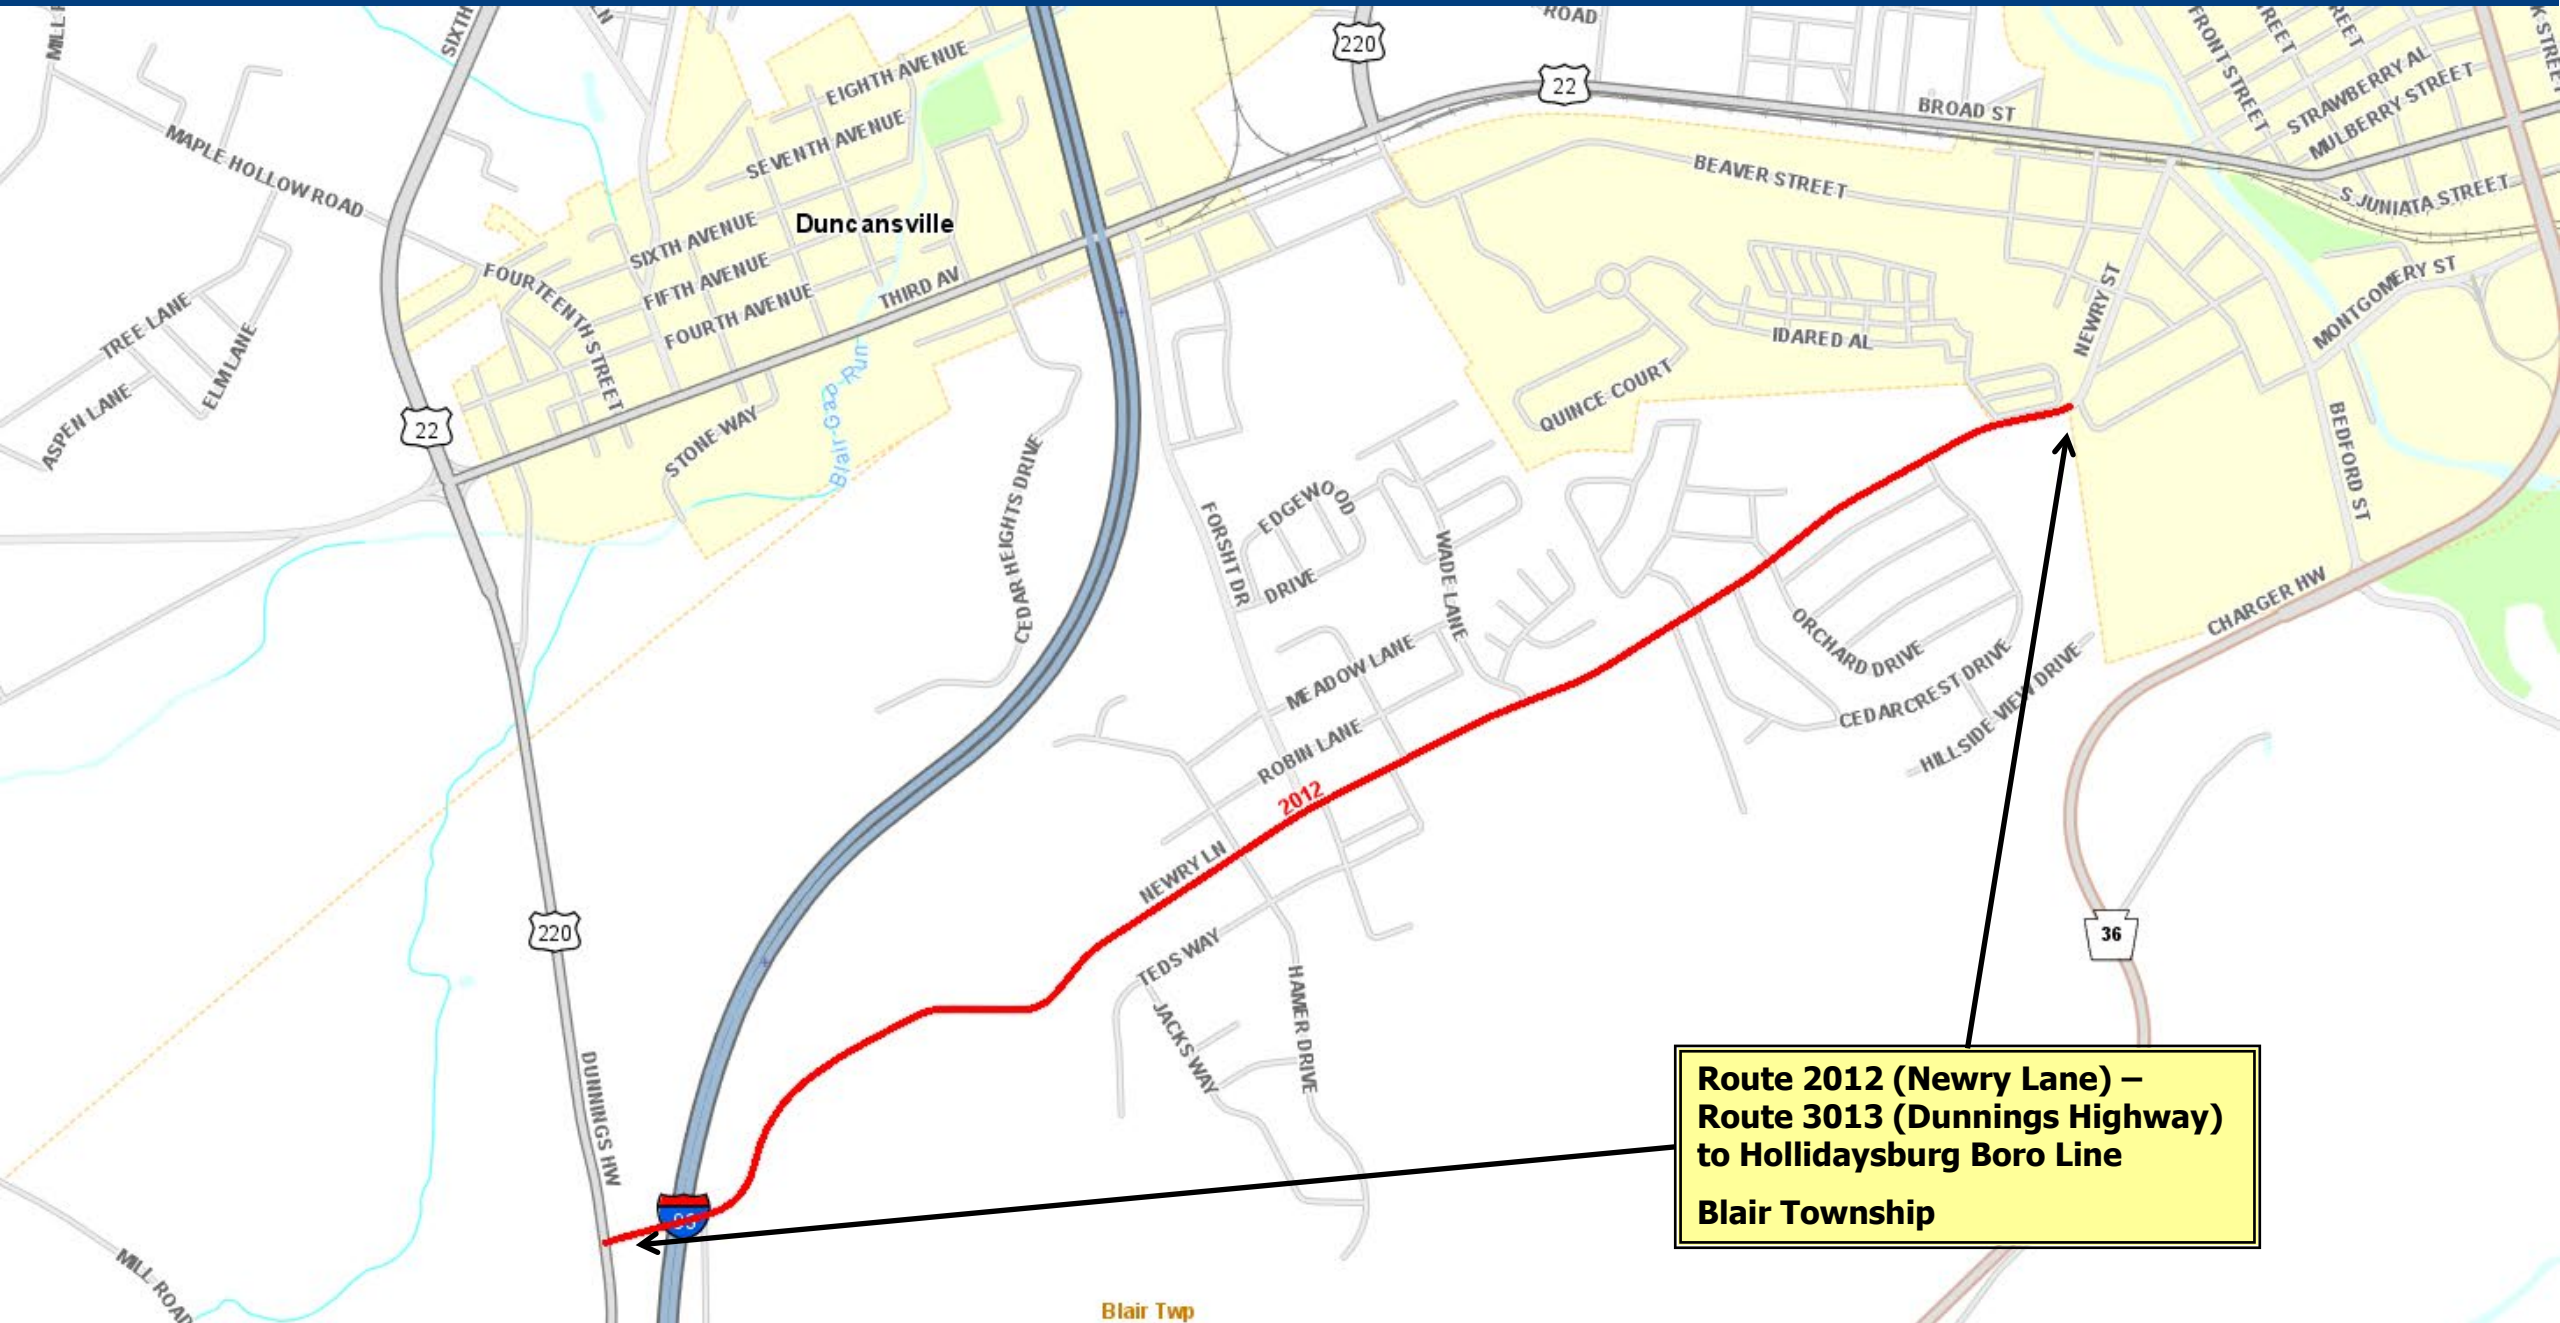 SIXTH
LN
220
ROAD
22
BROAD ST
FRONT STREET
STRAWBERRY AL
MULBERRY STREET
S JUNIATA STREET
MAPLE HOLLOW ROAD
EIGHTH AVENUE
SEVENTH AVENUE
Duncansville
SIXTH AVENUE
FIFTH AVENUE
FOURTH AVENUE
THIRD AV
FOURTEENTH STREET
BEAVER STREET
TREE LANE
ELM LANE
ASPEN LANE
22
STONE WAY
Blair-Gap-Run
CEDAR HEIGHTS DRIVE
IDARED AL
QUINCE COURT
NEWRY ST
MONTGOMERY ST
BEDFORD ST
CHARGER HW
FORSHT DR
EDGEWOOD
DRIVE
WADE LANE
MEADOW LANE
ROBIN LANE
2012
NEWRY LN
ORCHARD DRIVE
CEDARCREST DRIVE
HILLSIDE VIEW DRIVE
220
36
TEDS WAY
JACKS WAY
HAMER DRIVE
DUNNINGS HW
MILL ROAD
Route 2012 (Newry Lane) –
Route 3013 (Dunnings Highway)
to Hollidaysburg Boro Line
Blair Township
Blair Twp